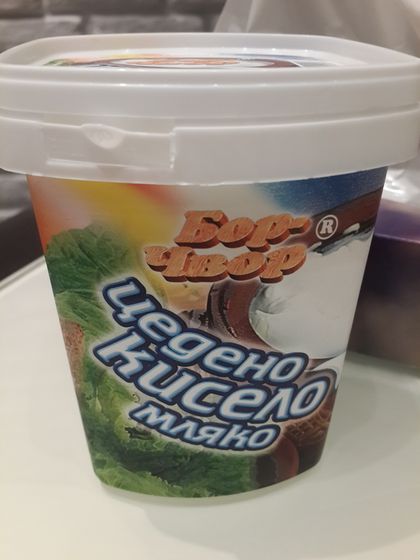 Бор-
Чвор®
цедено
кисело
мляко